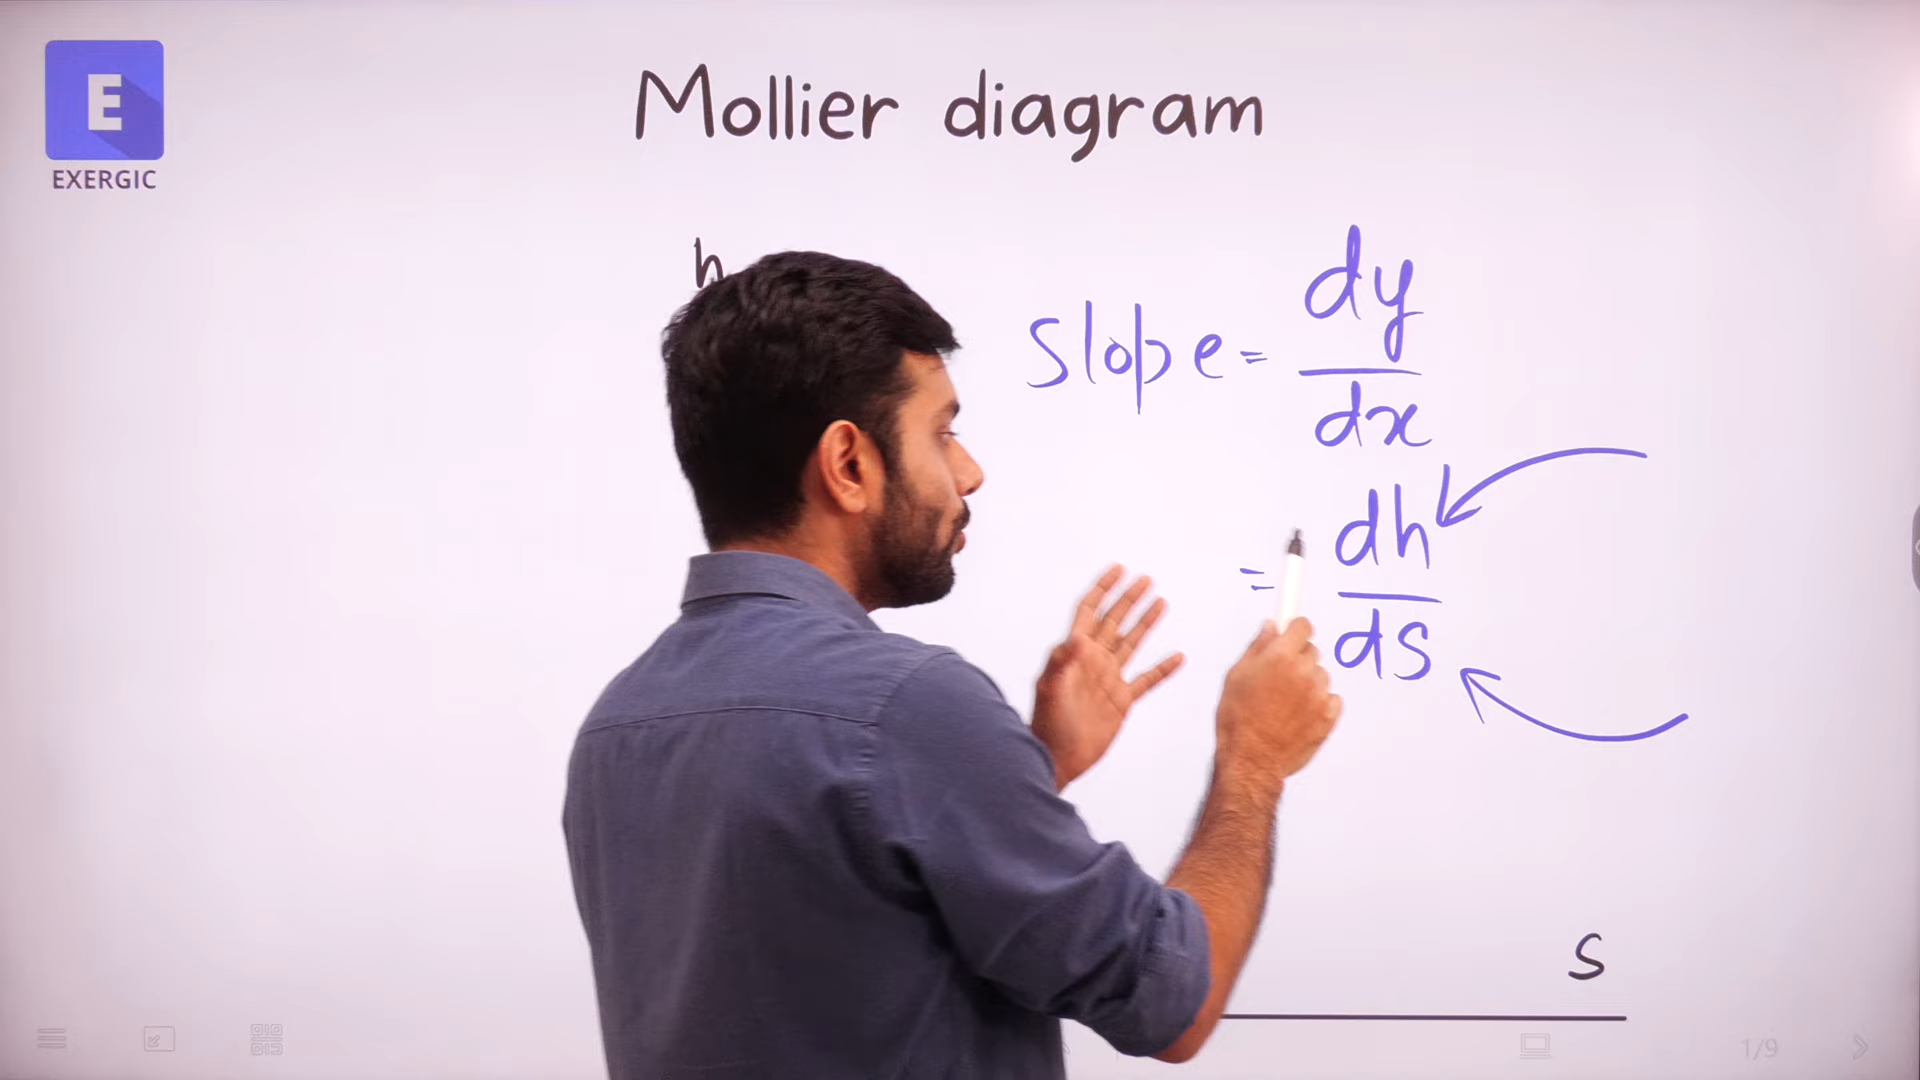 E
EXERGIC
Mollier diagram
h
Slope = dy
dx
= dh
ds
s
1/9